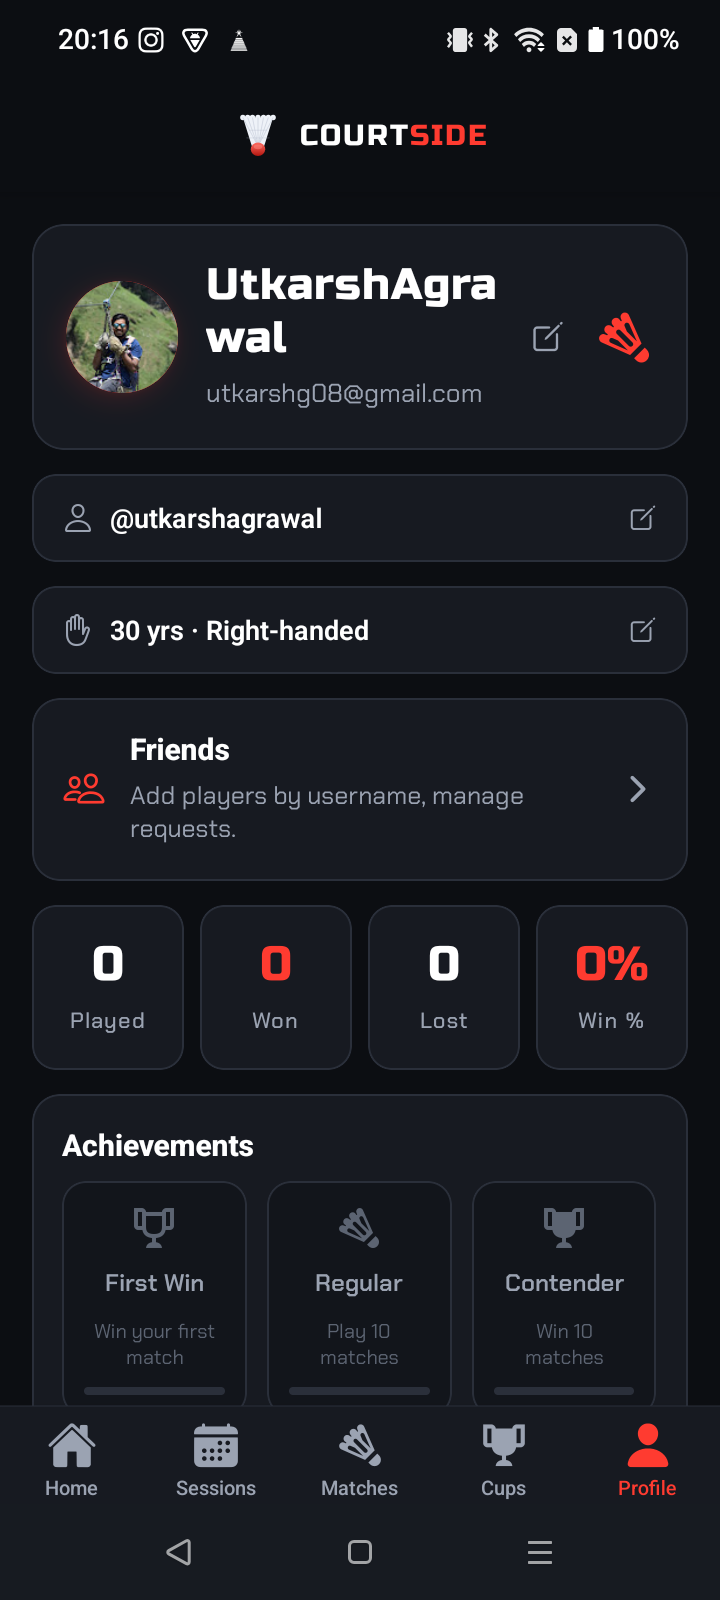 20:16 100%
COURTSIDE
UtkarshAgra
wal
utkarshg08@gmail.com
@utkarshagrawal
30 yrs · Right-handed
Friends
Add players by username, manage
requests.
0 0 0 0%
Played Won Lost Win %
Achievements
First Win Regular Contender
Win your first Play 10 Win 10
match matches matches
Home Sessions Matches Cups Profile